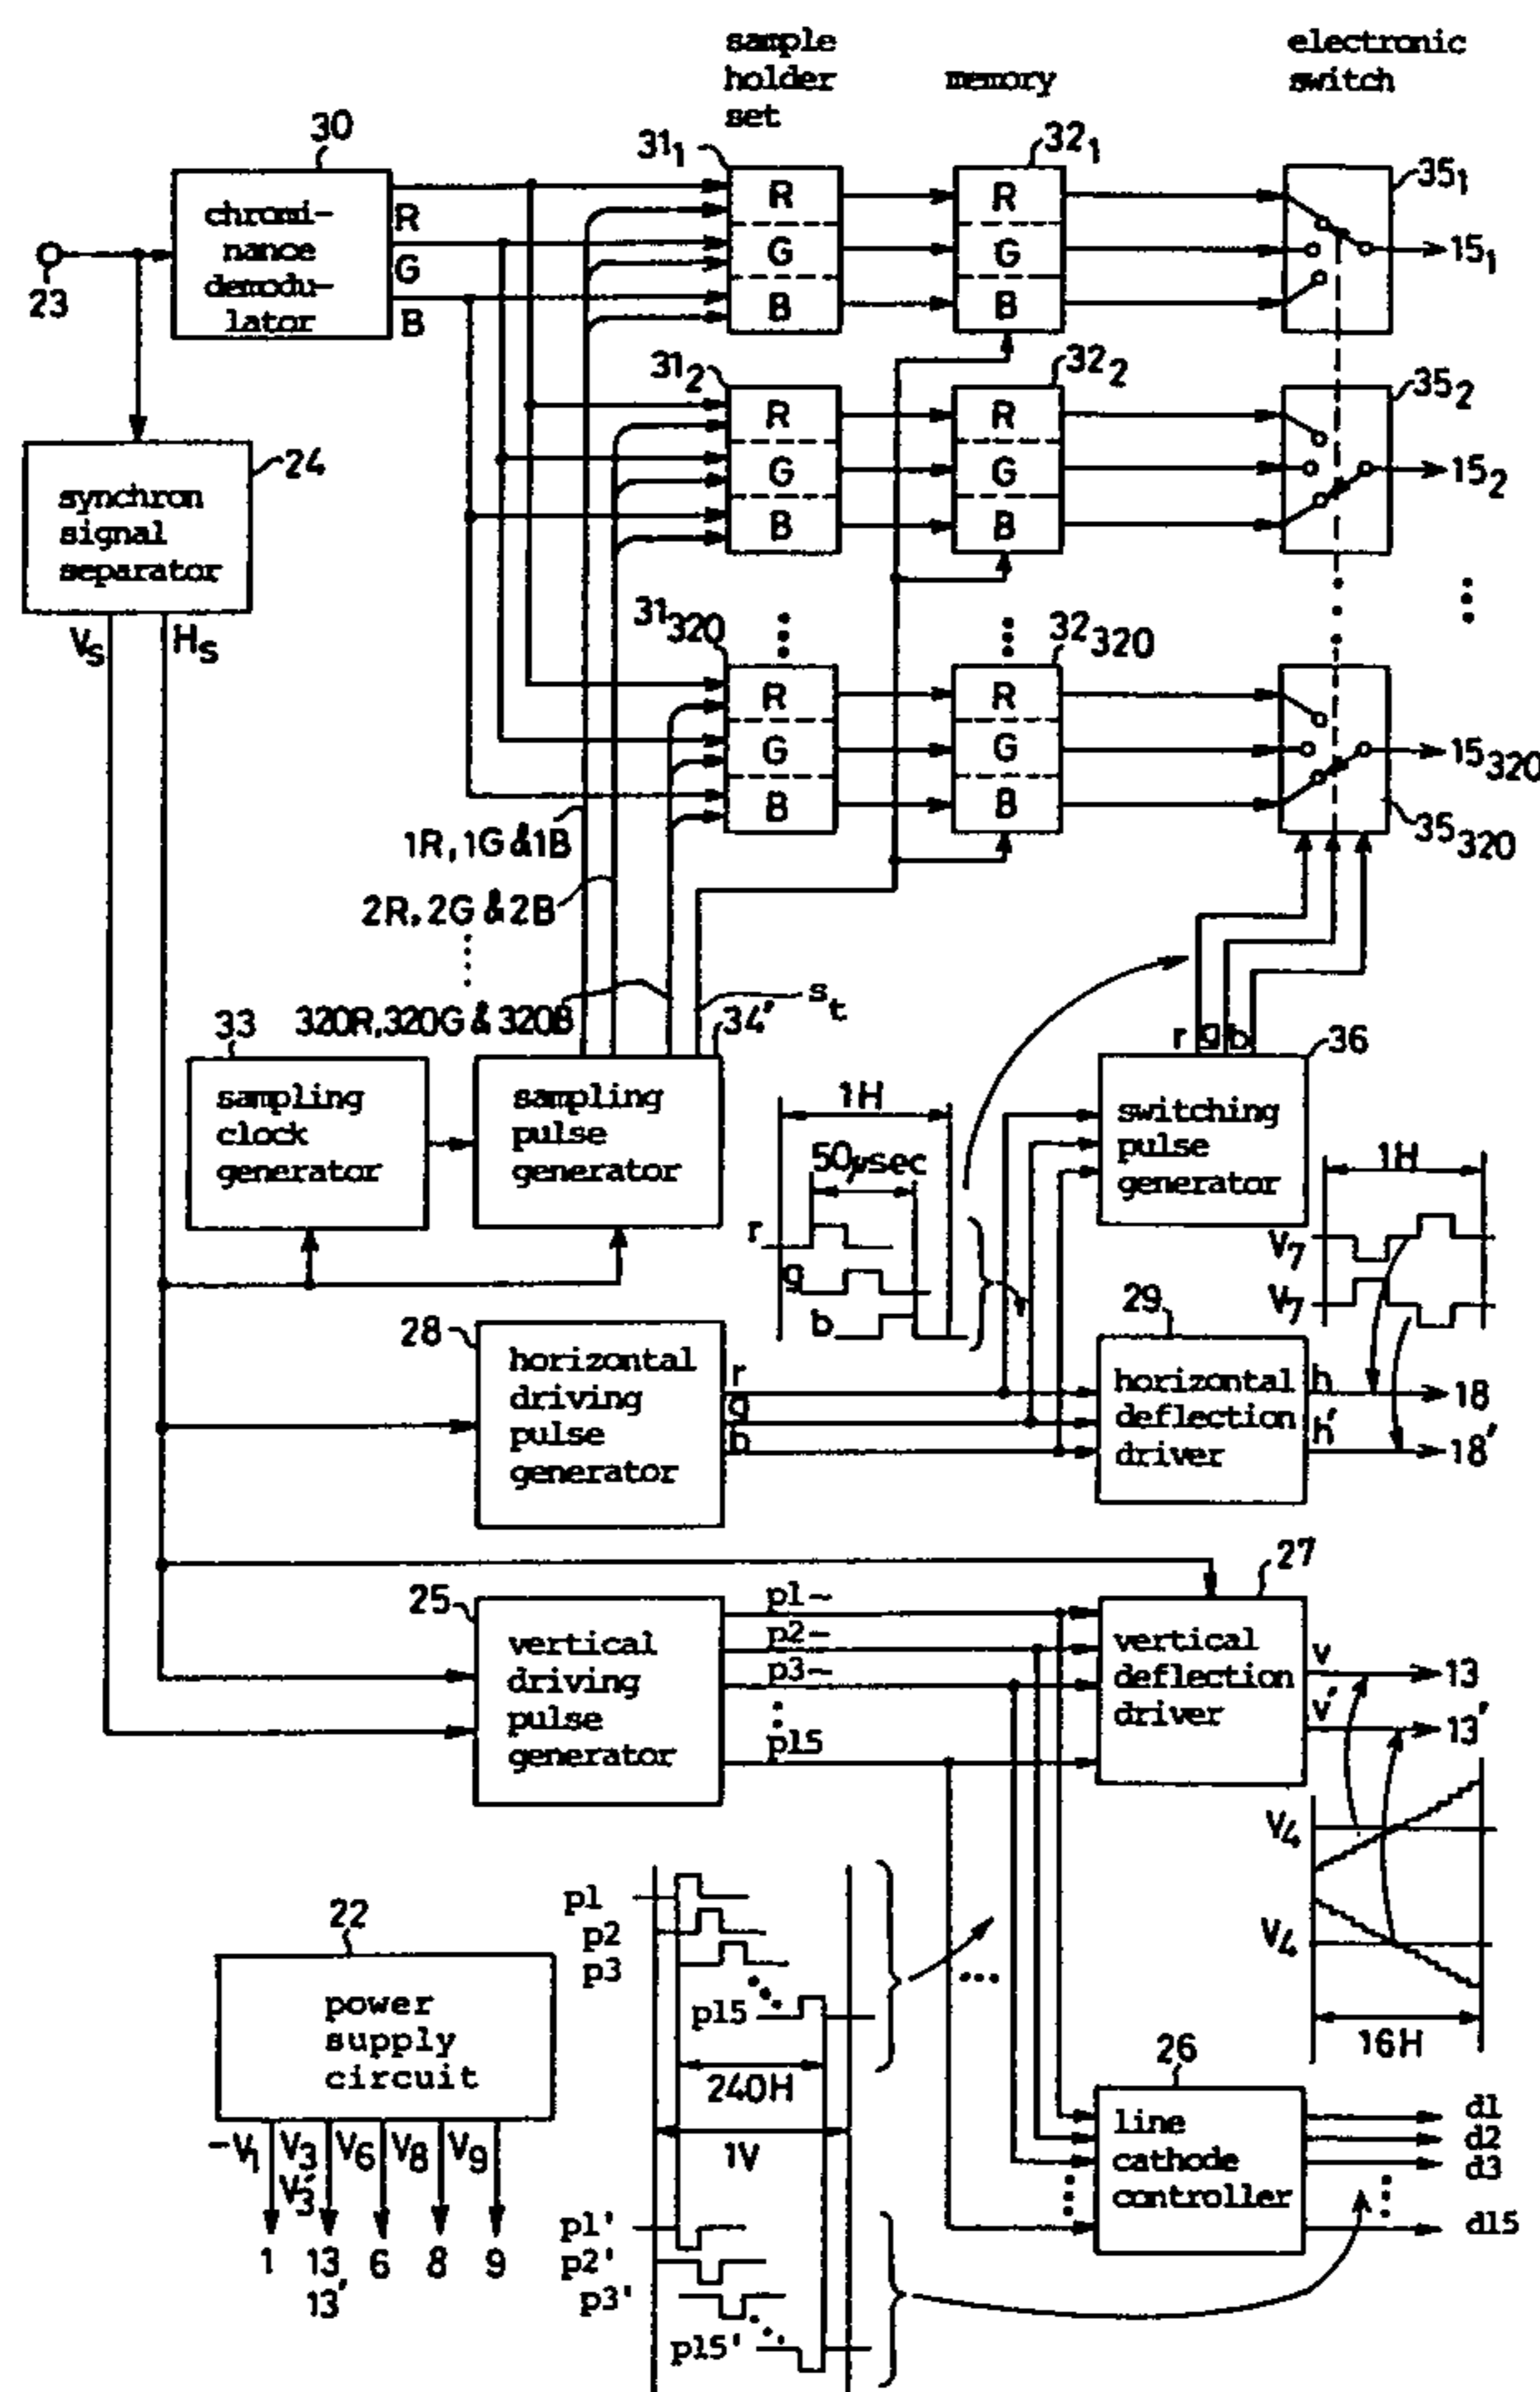 sample holder set
memory
electronic switch
30
31₁
32₁
35₁
chromi-
nance
demodu-
lator
R
G
B
R
G
B
R
G
B
15₁
23
31₂
32₂
35₂
R
G
B
R
G
B
15₂
24
synchron
signal
separator
Vs
Hs
31₃₂₀
32₃₂₀
R
G
B
R
G
B
15₃₂₀
35₃₂₀
1R, 1G & 1B
2R, 2G & 2B
320R, 320G & 320B
st
33
34'
sampling
clock
generator
sampling
pulse
generator
r g b
36
switching
pulse
generator
1H
50μsec
r
g
b
1H
V₇
V₇
28
horizontal
driving
pulse
generator
r
g
b
29
horizontal
deflection
driver
h
18
h'
18'
25
vertical
driving
pulse
generator
p1
p2
p3
p15
27
vertical
deflection
driver
v
13
v'
13'
V₄
V₄
16H
22
power
supply
circuit
-V₁
V₃
V₃'
V₆
V₈
V₉
1
13
13'
6
8
9
p1
p2
p3
p15
240H
1V
p1'
p2'
p3'
p15'
26
line
cathode
controller
d1
d2
d3
d15